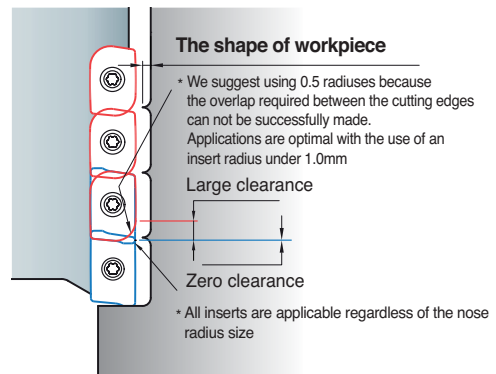 The shape of workpiece
* We suggest using 0.5 radiuses because
the overlap required between the cutting edges
can not be successfully made.
Applications are optimal with the use of an
insert radius under 1.0mm
Large clearance
Zero clearance
* All inserts are applicable regardless of the nose
radius size